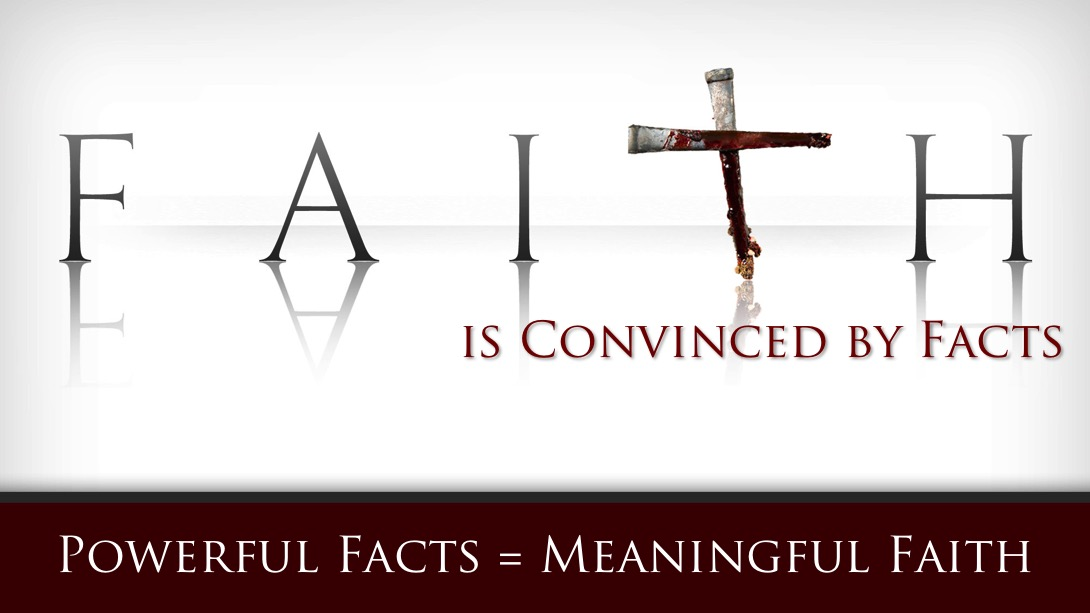 FAITH
is Convinced by Facts
Powerful Facts = Meaningful Faith